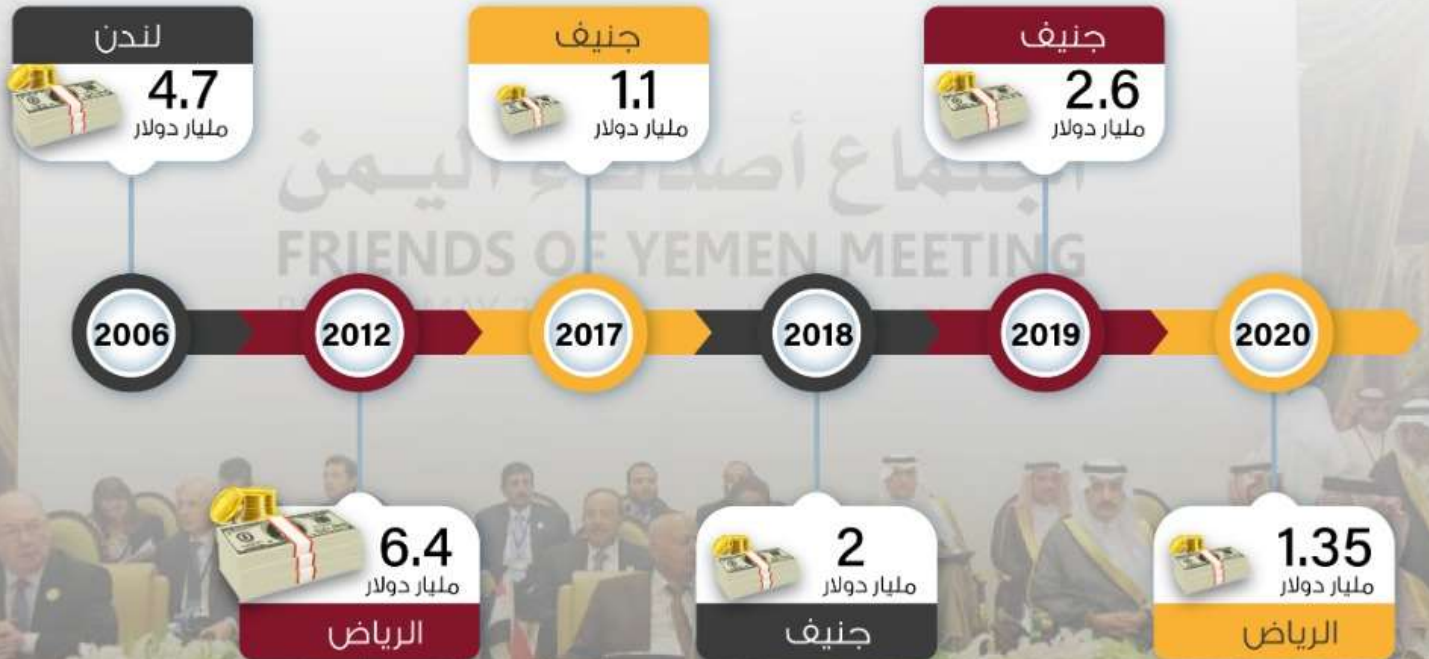 لندن
4.7
مليار دولار
جنيف
1.1
مليار دولار
جنيف
2.6
مليار دولار
اجتماع أصدقاء اليمن
FRIENDS OF YEMEN MEETING
2006
2012
2017
2018
2019
2020
6.4
مليار دولار
الرياض
2
مليار دولار
جنيف
1.35
مليار دولار
الرياض